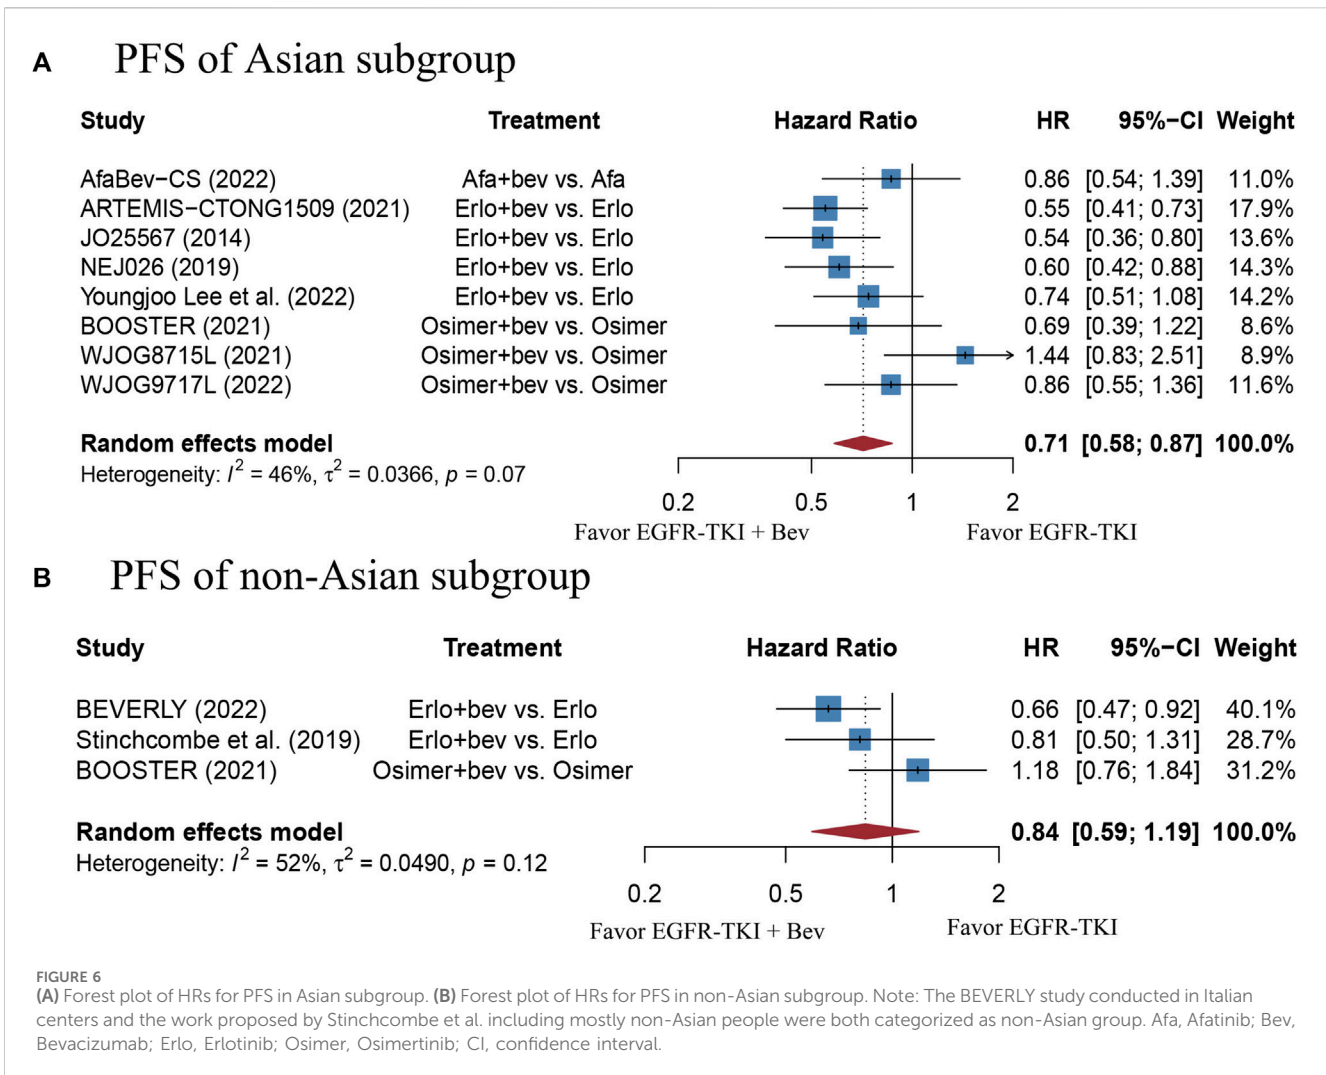 A PFS of Asian subgroup
Study Treatment Hazard Ratio HR 95%−CI Weight
AfaBev−CS (2022) Afa+bev vs. Afa 0.86 [0.54; 1.39] 11.0%
ARTEMIS−CTONG1509 (2021) Erlo+bev vs. Erlo 0.55 [0.41; 0.73] 17.9%
JO25567 (2014) Erlo+bev vs. Erlo 0.54 [0.36; 0.80] 13.6%
NEJ026 (2019) Erlo+bev vs. Erlo 0.60 [0.42; 0.88] 14.3%
Youngjoo Lee et al. (2022) Erlo+bev vs. Erlo 0.74 [0.51; 1.08] 14.2%
BOOSTER (2021) Osimer+bev vs. Osimer 0.69 [0.39; 1.22] 8.6%
WJOG8715L (2021) Osimer+bev vs. Osimer 1.44 [0.83; 2.51] 8.9%
WJOG9717L (2022) Osimer+bev vs. Osimer 0.86 [0.55; 1.36] 11.6%
Random effects model 0.71 [0.58; 0.87] 100.0%
Heterogeneity: I² = 46%, τ² = 0.0366, p = 0.07
0.2 0.5 1 2
Favor EGFR-TKI + Bev Favor EGFR-TKI
B PFS of non-Asian subgroup
Study Treatment Hazard Ratio HR 95%−CI Weight
BEVERLY (2022) Erlo+bev vs. Erlo 0.66 [0.47; 0.92] 40.1%
Stinchcombe et al. (2019) Erlo+bev vs. Erlo 0.81 [0.50; 1.31] 28.7%
BOOSTER (2021) Osimer+bev vs. Osimer 1.18 [0.76; 1.84] 31.2%
Random effects model 0.84 [0.59; 1.19] 100.0%
Heterogeneity: I² = 52%, τ² = 0.0490, p = 0.12
0.2 0.5 1 2
Favor EGFR-TKI + Bev Favor EGFR-TKI
FIGURE 6
(A) Forest plot of HRs for PFS in Asian subgroup. (B) Forest plot of HRs for PFS in non-Asian subgroup. Note: The BEVERLY study conducted in Italian
centers and the work proposed by Stinchcombe et al. including mostly non-Asian people were both categorized as non-Asian group. Afa, Afatinib; Bev,
Bevacizumab; Erlo, Erlotinib; Osimer, Osimertinib; CI, confidence interval.